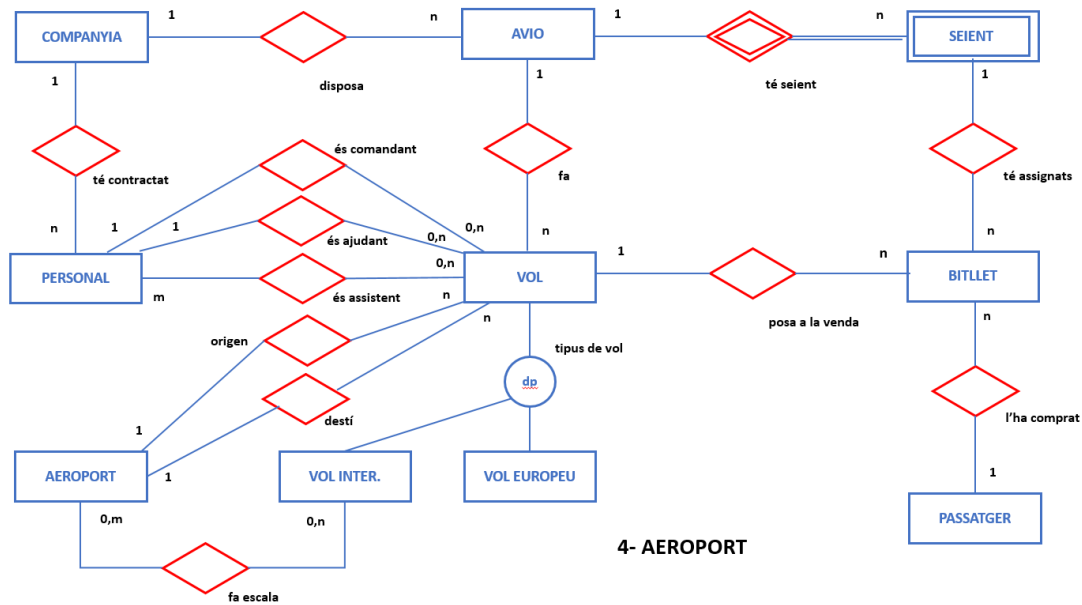 1
n
1
n
COMPANYIA
AVIO
SEIENT
1
disposa
1
té seient
1
té contractat
és comandant
fa
té assignats
n
1
1
0,n
n
n
és ajudant
0,n
1
n
PERSONAL
0,n
VOL
BITLLET
m
és assistent
n
n
posa a la venda
n
origen
tipus de vol
dp
destí
l'ha comprat
1
AEROPORT
1
VOL INTER.
VOL EUROPEU
1
0,m
0,n
PASSATGER
4- AEROPORT
fa escala